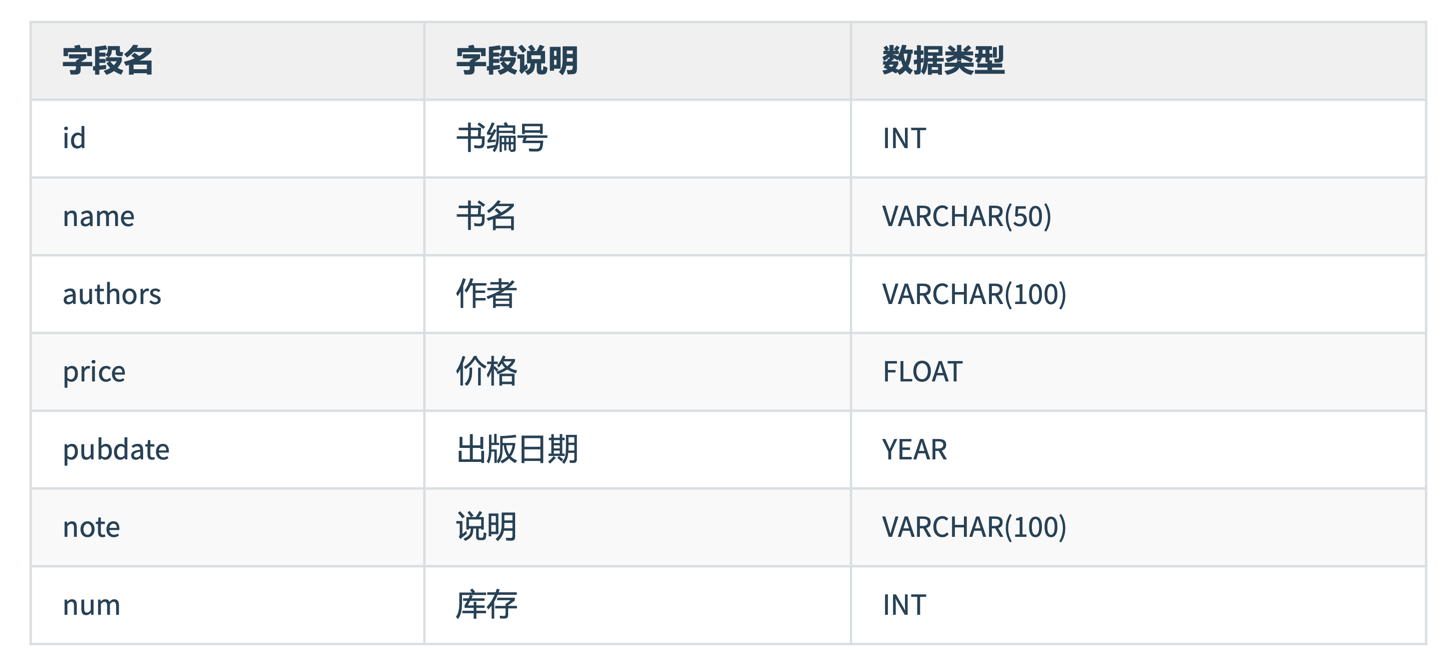 字段名 字段说明 数据类型
id 书编号 INT
name 书名 VARCHAR(50)
authors 作者 VARCHAR(100)
price 价格 FLOAT
pubdate 出版日期 YEAR
note 说明 VARCHAR(100)
num 库存 INT